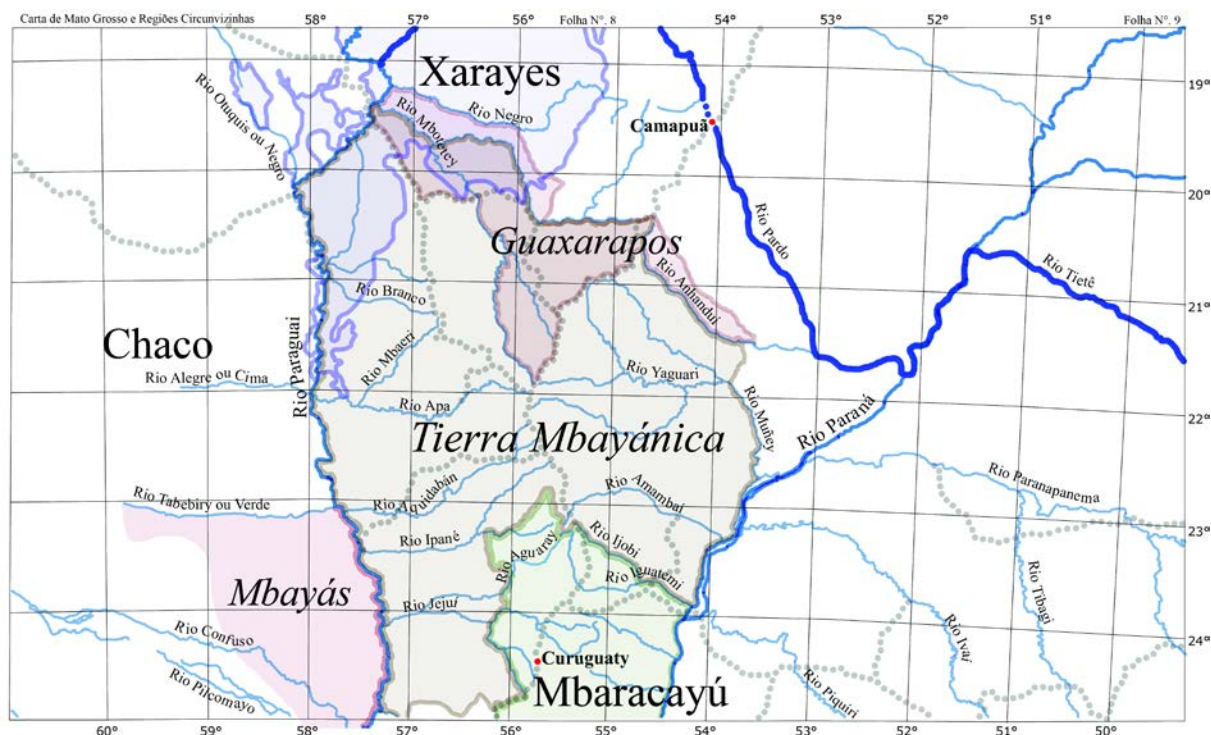 Carta de Mato Grosso e Regiões Circunvizinhas
58°
57°
56°
Folha N°. 8
55°
54°
53°
52°
51°
Folha N°. 9
Xarayes
19°
Rio Otuquis ou Negro
Rio Negro
Rio Mboretey
Camapuã
20°
Rio Pardo
Guaxarapos
Rio Anhanduí
Rio Tietê
Rio Branco
21°
Chaco
Rio Paraguai
Rio Mbaeri
Rio Alegre ou Cima
Rio Yaguari
Rio Apa
Rio Muñey
22°
Tierra Mbayánica
Rio Paraná
Rio Paranapanema
Rio Aquidabán
Rio Amambaí
Rio Tabebiry ou Verde
23°
Rio Ipané
Rio Aguaray
Rio Ijobi
Rio Iguatemi
Mbayás
Rio Tibagi
Rio Jejuí
Rio Confuso
Rio Ivaí
24°
Curuguaty
Rio Pilcomayo
Mbaracayú
Rio Piquiri
60°
59°
58°
57°
56°
55°
54°
53°
52°
51°
50°